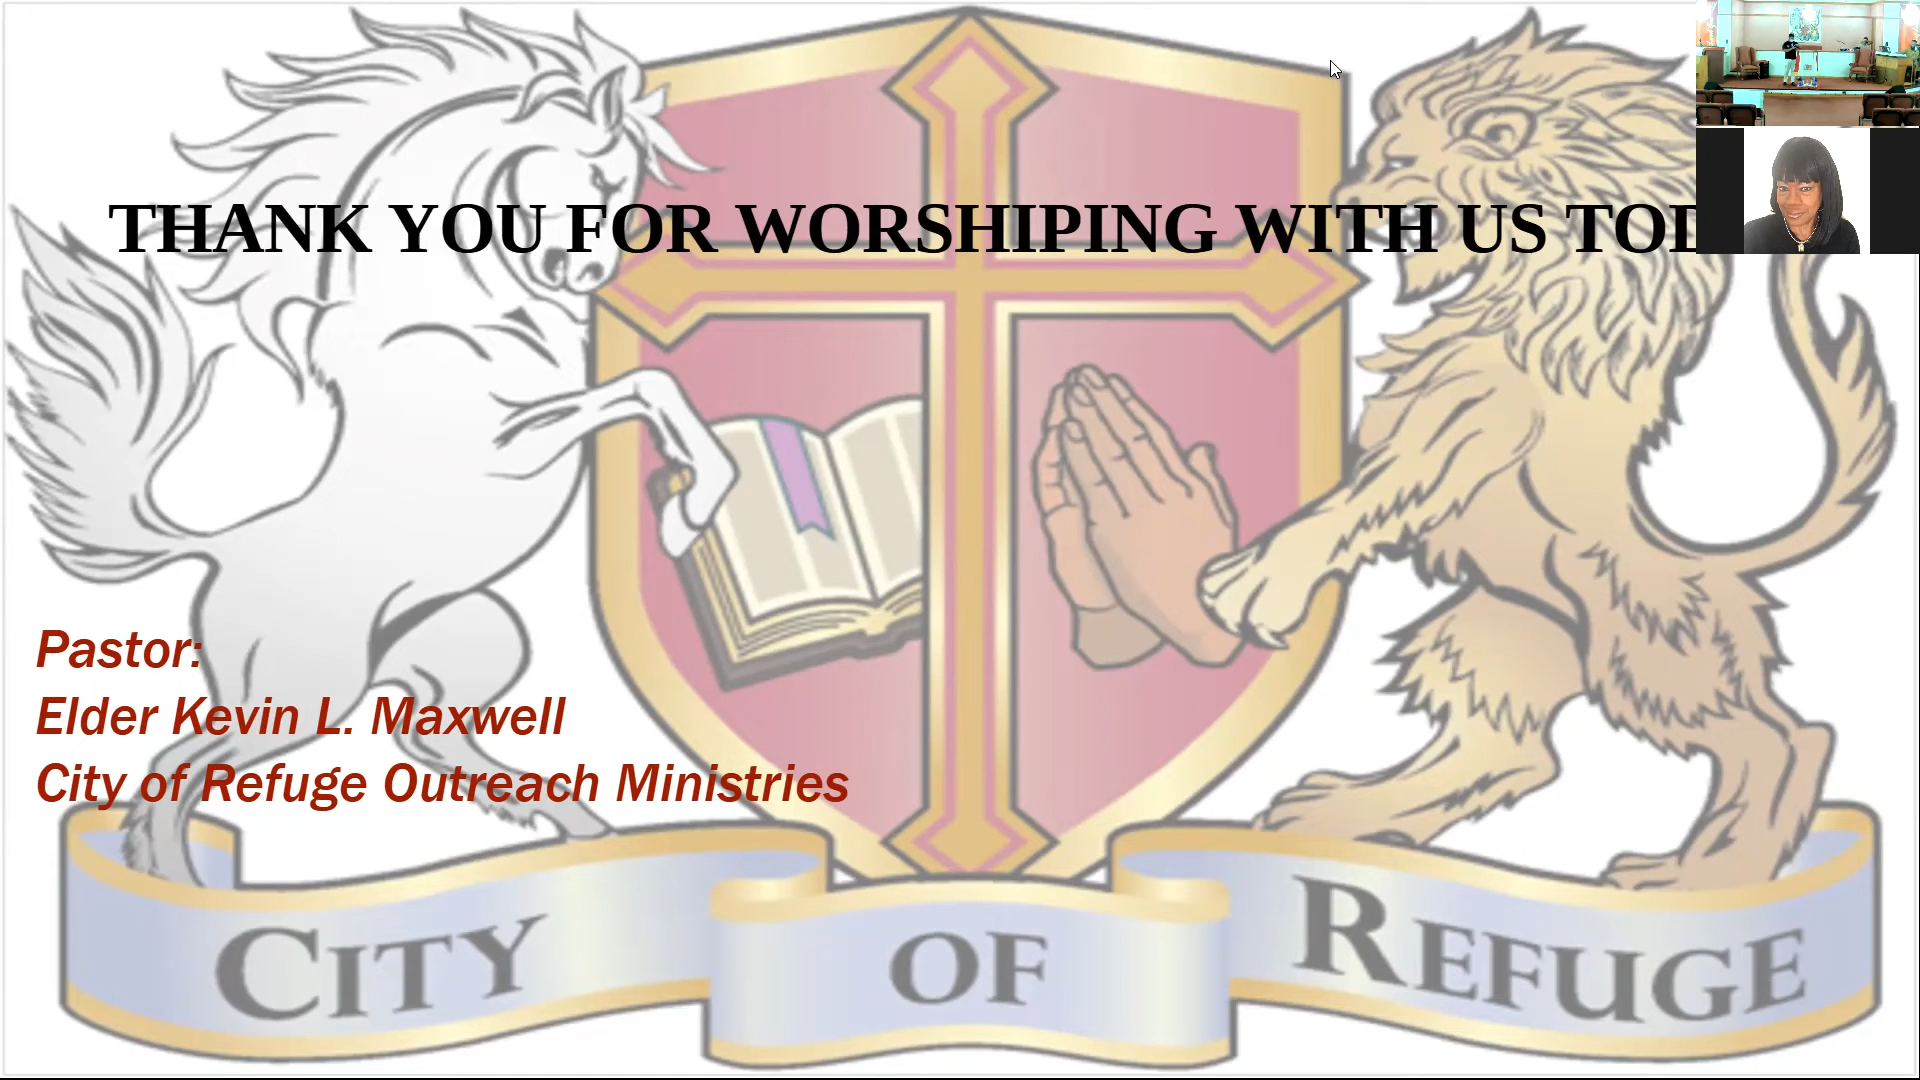 THANK YOU FOR WORSHIPING WITH US TOD
Pastor:
Elder Kevin L. Maxwell
City of Refuge Outreach Ministries
CITY OF REFUGE